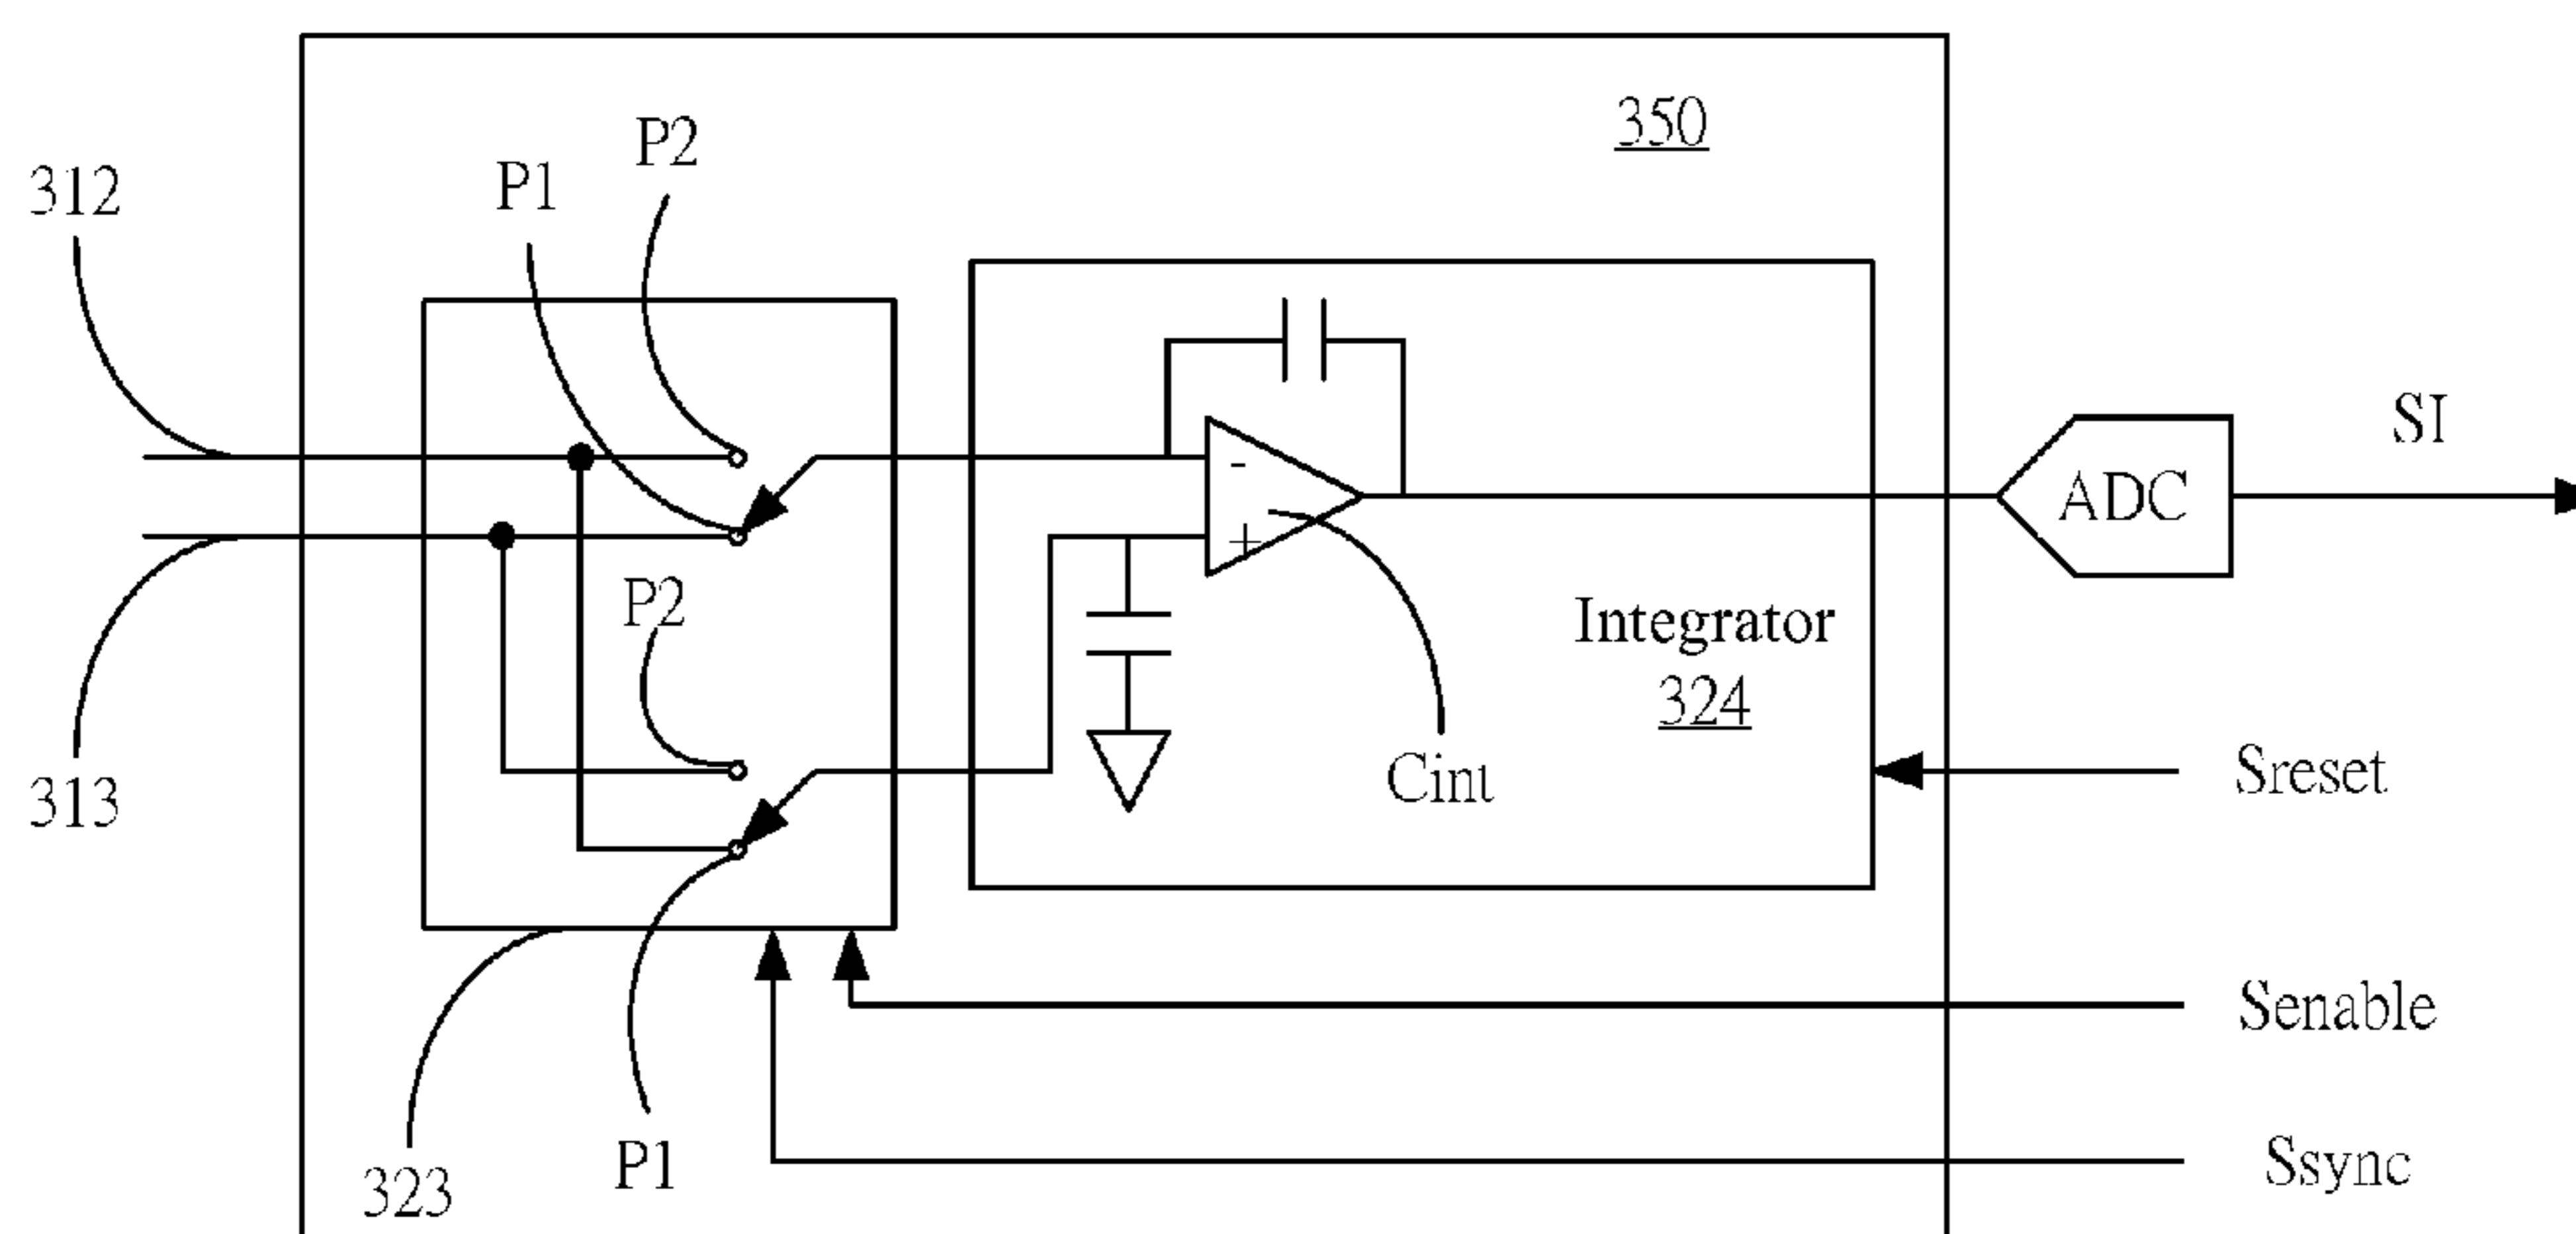 350
P2
P1
312
SI
ADC
-
+
P2
Integrator
324
Cint
Sreset
313
Senable
P1
Ssync
323